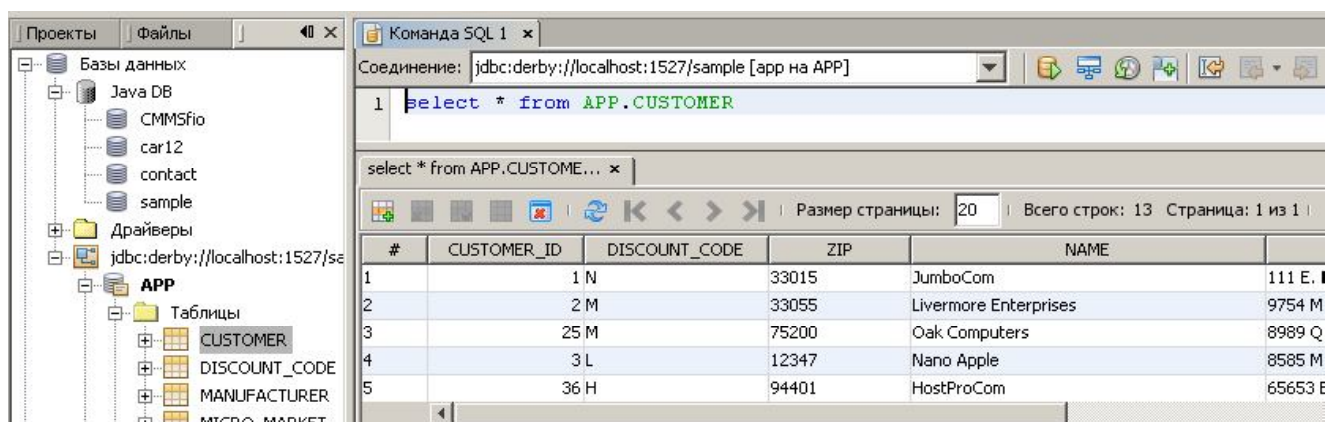 Проекты Файлы
Базы данных
Java DB
CMMSfio
car12
contact
sample
Драйверы
jdbc:derby://localhost:1527/sa
APP
Таблицы
CUSTOMER
DISCOUNT_CODE
MANUFACTURER
MICRO_MARKET
Команда SQL 1
Соединение: jdbc:derby://localhost:1527/sample [app на APP]
1 select * from APP.CUSTOMER
select * from APP.CUSTOME...
Размер страницы: 20 Всего строк: 13 Страница: 1 из 1
# CUSTOMER_ID DISCOUNT_CODE ZIP NAME
1 1 N 33015 JumboCom 111 E.
2 2 M 33055 Livermore Enterprises 9754 M
3 25 M 75200 Oak Computers 8989 Q
4 3 L 12347 Nano Apple 8585 M
5 36 H 94401 HostProCom 65653 E